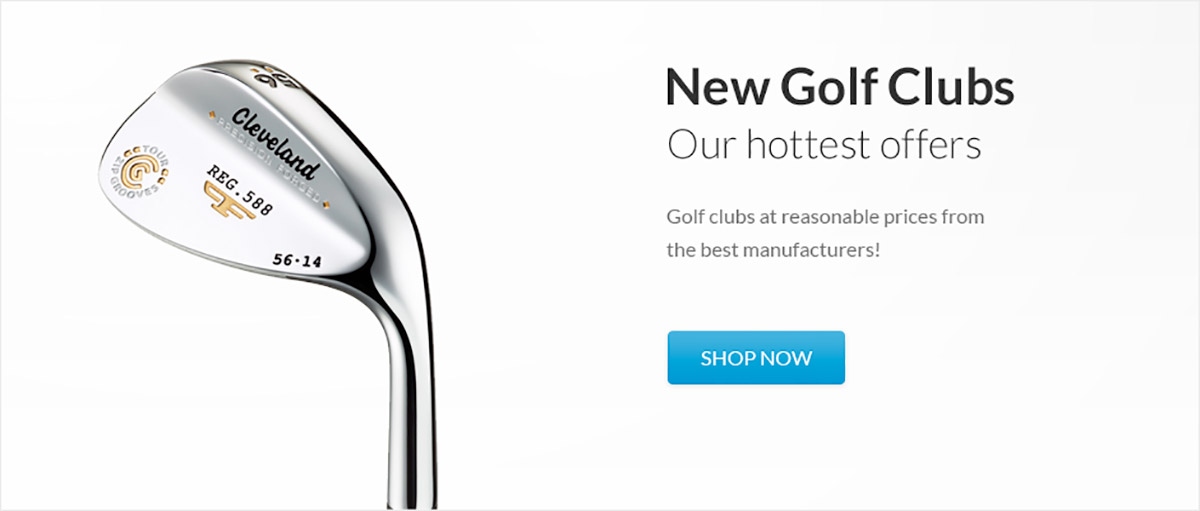 56
Cleveland
PRECISION FORGED
TOUR
ZIP GROOVES
REG.588
56·14
New Golf Clubs
Our hottest offers
Golf clubs at reasonable prices from
the best manufacturers!
SHOP NOW